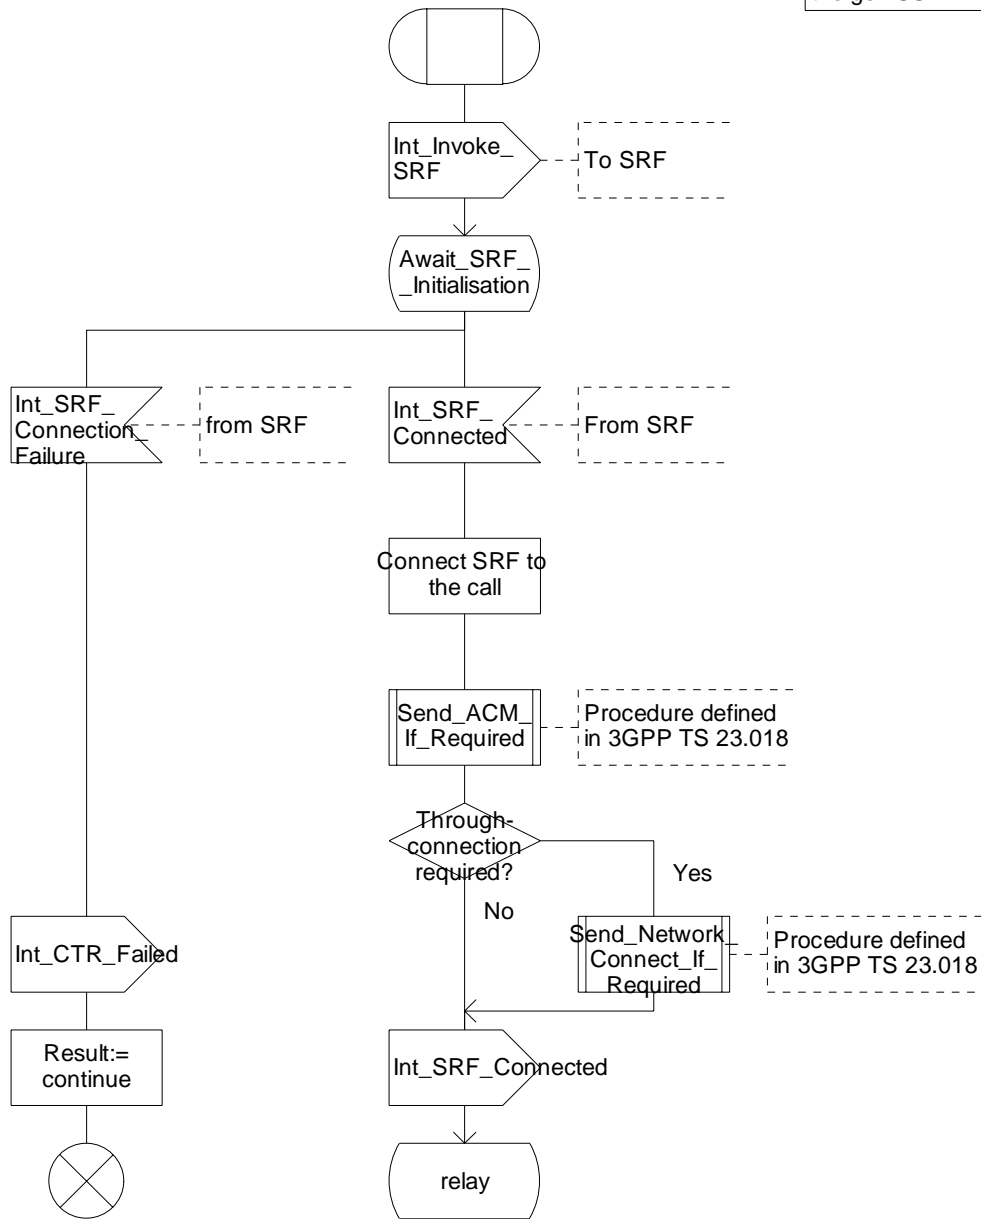 Int_Invoke_
SRF
To SRF
Await_SRF_
_Initialisation
Int_SRF_
Connection_
Failure
from SRF
Int_SRF_
Connected
From SRF
Connect SRF to
the call
Send_ACM_
If_Required
Procedure defined
in 3GPP TS 23.018
Through-
connection
required?
Yes
No
Int_CTR_Failed
Send_Network_
Connect_If_
Required
Procedure defined
in 3GPP TS 23.018
Result:=
continue
Int_SRF_Connected
relay